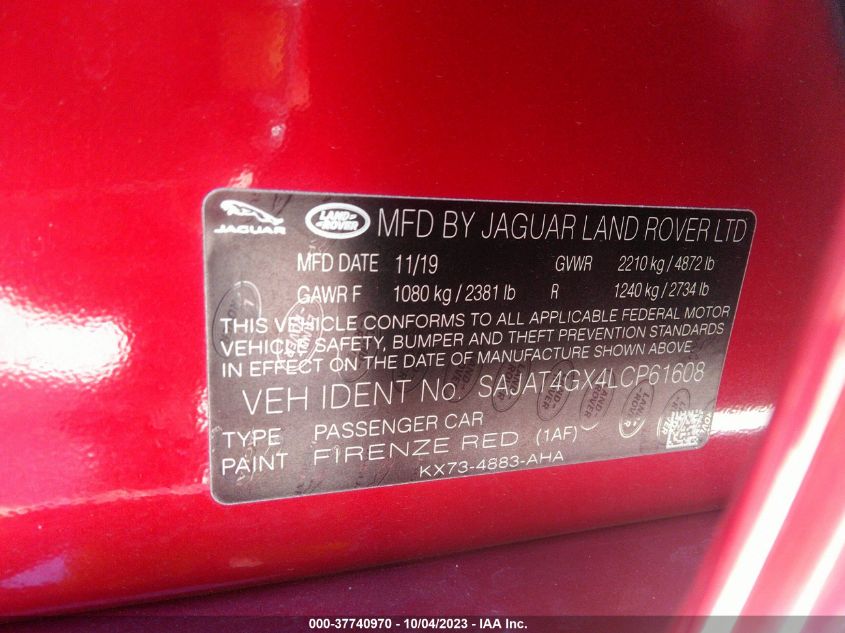 JAGUAR LAND ROVER MFD BY JAGUAR LAND ROVER LTD
MFD DATE 11/19 GVWR 2210 kg / 4872 lb
GAWR F 1080 kg / 2381 lb R 1240 kg / 2734 lb
THIS VEHICLE CONFORMS TO ALL APPLICABLE FEDERAL MOTOR
VEHICLE SAFETY, BUMPER AND THEFT PREVENTION STANDARDS
IN EFFECT ON THE DATE OF MANUFACTURE SHOWN ABOVE.
VEH IDENT No. SAJAT4GX4LCP61608
TYPE PASSENGER CAR
PAINT FIRENZE RED (1AF)
KX73-4883-AHA
000-37740970 - 10/04/2023 - IAA Inc.